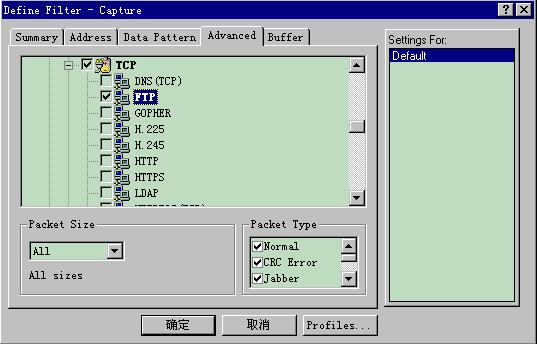 Define Filter - Capture
Summary Address Data Pattern Advanced Buffer
Settings For:
Default
TCP
DNS(TCP)
FTP
GOPHER
H.225
H.245
HTTP
HTTPS
LDAP
Packet Size
All
All sizes
Packet Type
Normal
CRC Error
Jabber
确定 取消 Profiles...